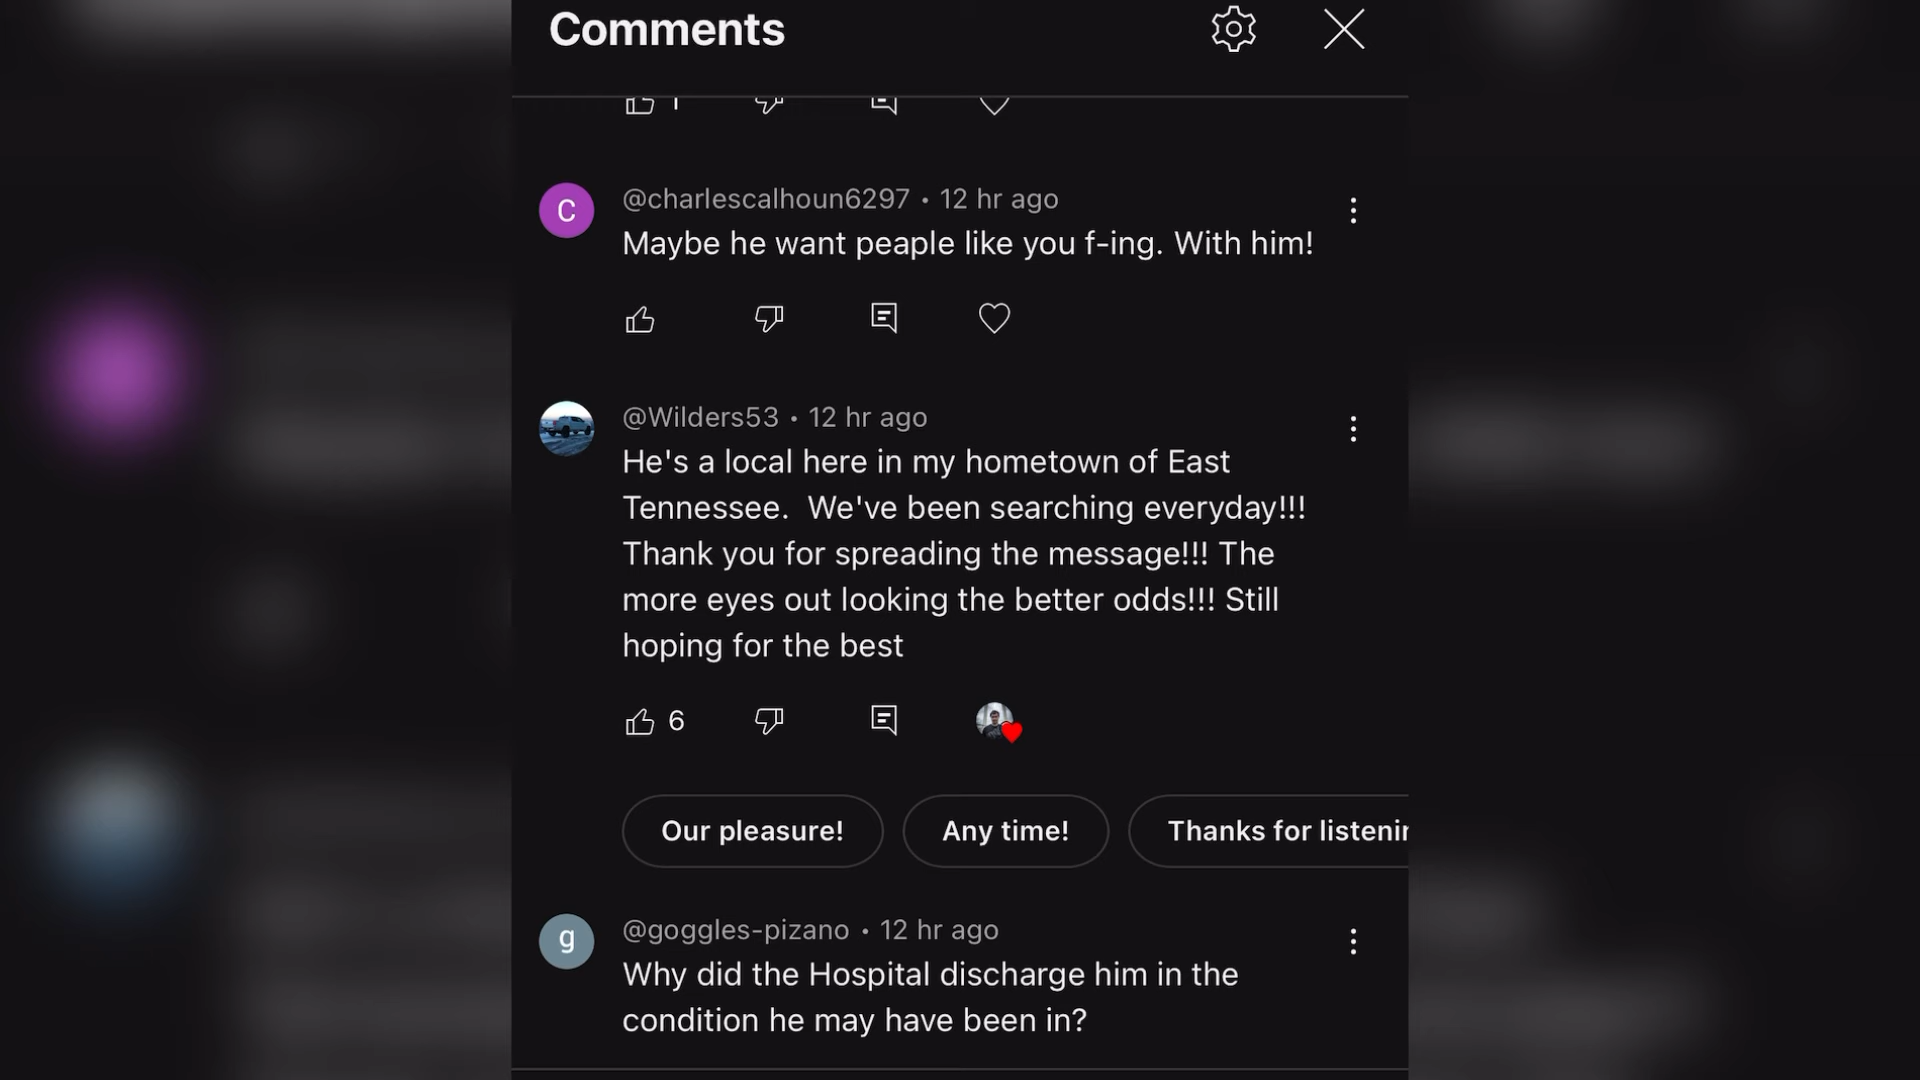 Comments
@charlescalhoun6297 • 12 hr ago
Maybe he want peaple like you f-ing. With him!
@Wilders53 • 12 hr ago
He's a local here in my hometown of East
Tennessee.  We've been searching everyday!!!
Thank you for spreading the message!!! The
more eyes out looking the better odds!!! Still
hoping for the best
6
Our pleasure!
Any time!
Thanks for listenin
@goggles-pizano • 12 hr ago
Why did the Hospital discharge him in the
condition he may have been in?